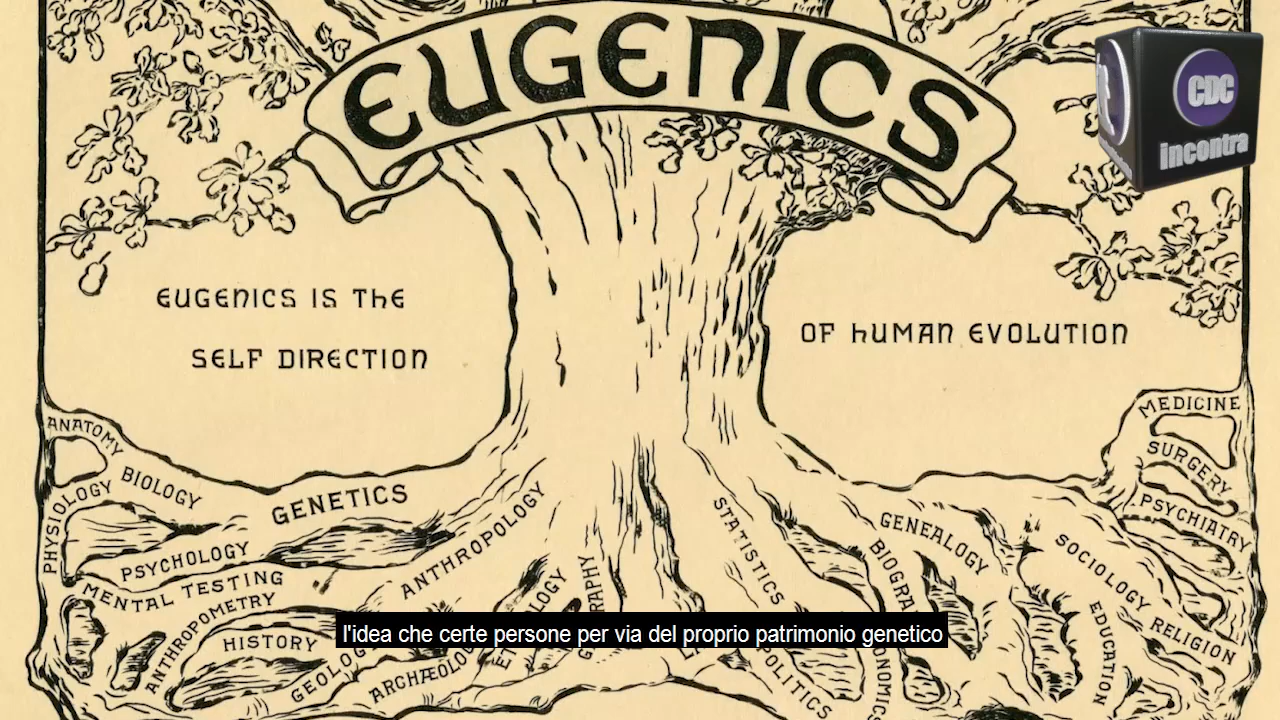 EUGENICS
CDC
incontra
EUGENICS IS THE
SELF DIRECTION
OF HUMAN EVOLUTION
ANATOMY
BIOLOGY
PHYSIOLOGY
GENETICS
PSYCHOLOGY
MENTAL TESTING
ANTHROPOMETRY
HISTORY
GEOLOGY
ANTHROPOLOGY
STATISTICS
GENEALOGY
POLITICS
EDUCATION
SOCIOLOGY
RELIGION
MEDICINE
SURGERY
PSYCHIATRY
l'idea che certe persone per via del proprio patrimonio genetico